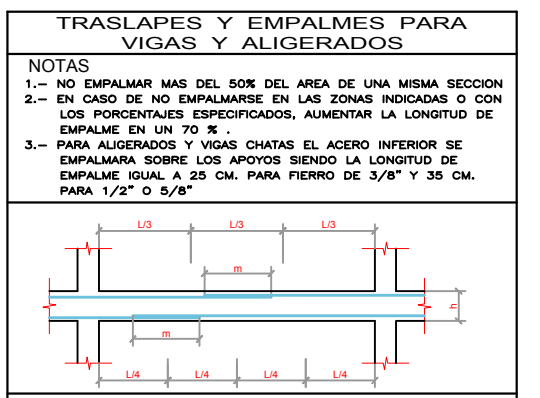 TRASLAPES Y EMPALMES PARA
VIGAS Y ALIGERADOS
NOTAS
1.- NO EMPALMAR MAS DEL 50% DEL AREA DE UNA MISMA SECCION
2.- EN CASO DE NO EMPALMARSE EN LAS ZONAS INDICADAS O CON
LOS PORCENTAJES ESPECIFICADOS, AUMENTAR LA LONGITUD DE
EMPALME EN UN 70 % .
3.- PARA ALIGERADOS Y VIGAS CHATAS EL ACERO INFERIOR SE
EMPALMARA SOBRE LOS APOYOS SIENDO LA LONGITUD DE
EMPALME IGUAL A 25 CM. PARA FIERRO DE 3/8" Y 35 CM.
PARA 1/2" O 5/8"
L/3 L/3 L/3
m
h
m
L/4 L/4 L/4 L/4